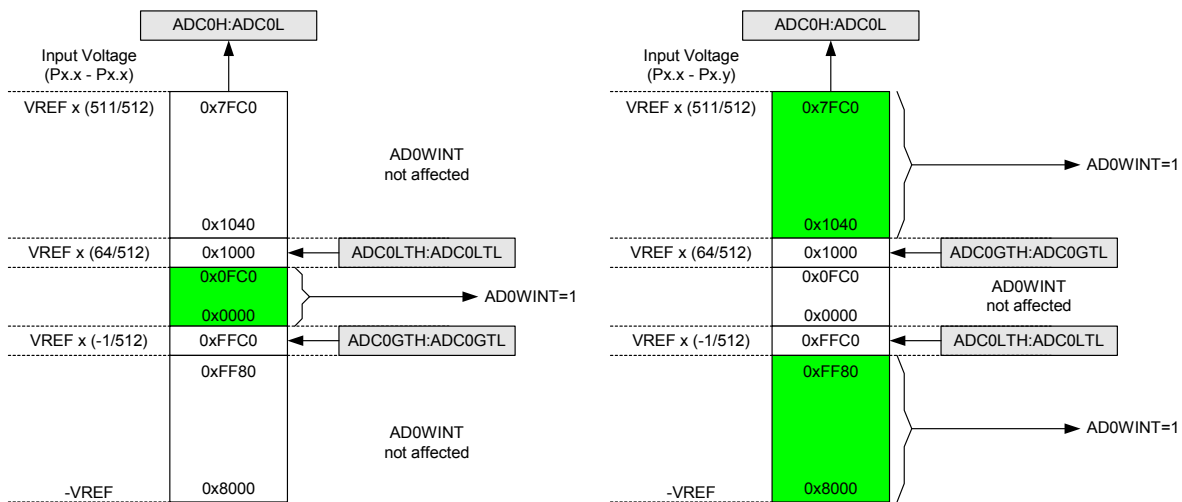 ADC0H:ADC0L
Input Voltage
(Px.x - Px.x)
VREF x (511/512)
0x7FC0
AD0WINT
not affected
0x1040
VREF x (64/512)
0x1000
ADC0LTH:ADC0LTL
0x0FC0
AD0WINT=1
0x0000
VREF x (-1/512)
0xFFC0
ADC0GTH:ADC0GTL
0xFF80
AD0WINT
not affected
-VREF
0x8000
ADC0H:ADC0L
Input Voltage
(Px.x - Px.y)
VREF x (511/512)
0x7FC0
AD0WINT=1
0x1040
VREF x (64/512)
0x1000
ADC0GTH:ADC0GTL
0x0FC0
AD0WINT
not affected
0x0000
VREF x (-1/512)
0xFFC0
ADC0LTH:ADC0LTL
0xFF80
AD0WINT=1
-VREF
0x8000